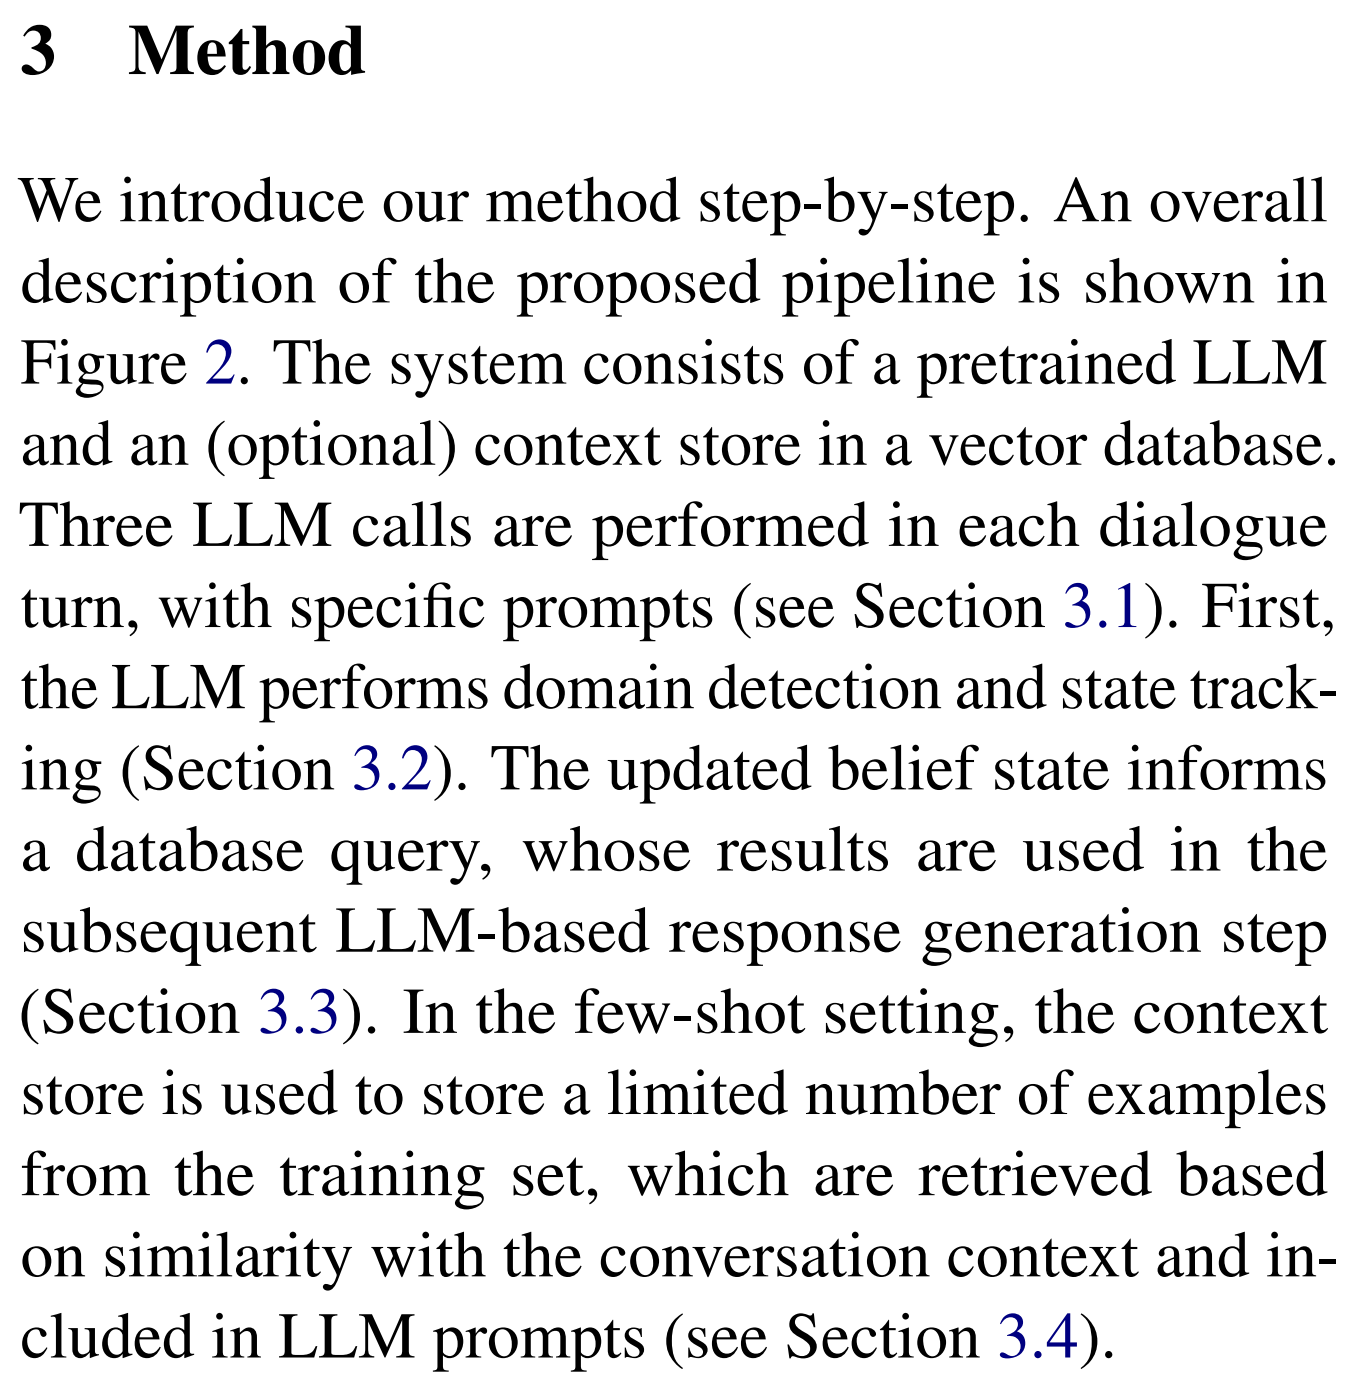 3 Method
We introduce our method step-by-step. An overall
description of the proposed pipeline is shown in
Figure 2. The system consists of a pretrained LLM
and an (optional) context store in a vector database.
Three LLM calls are performed in each dialogue
turn, with specific prompts (see Section 3.1). First,
the LLM performs domain detection and state track-
ing (Section 3.2). The updated belief state informs
a database query, whose results are used in the
subsequent LLM-based response generation step
(Section 3.3). In the few-shot setting, the context
store is used to store a limited number of examples
from the training set, which are retrieved based
on similarity with the conversation context and in-
cluded in LLM prompts (see Section 3.4).